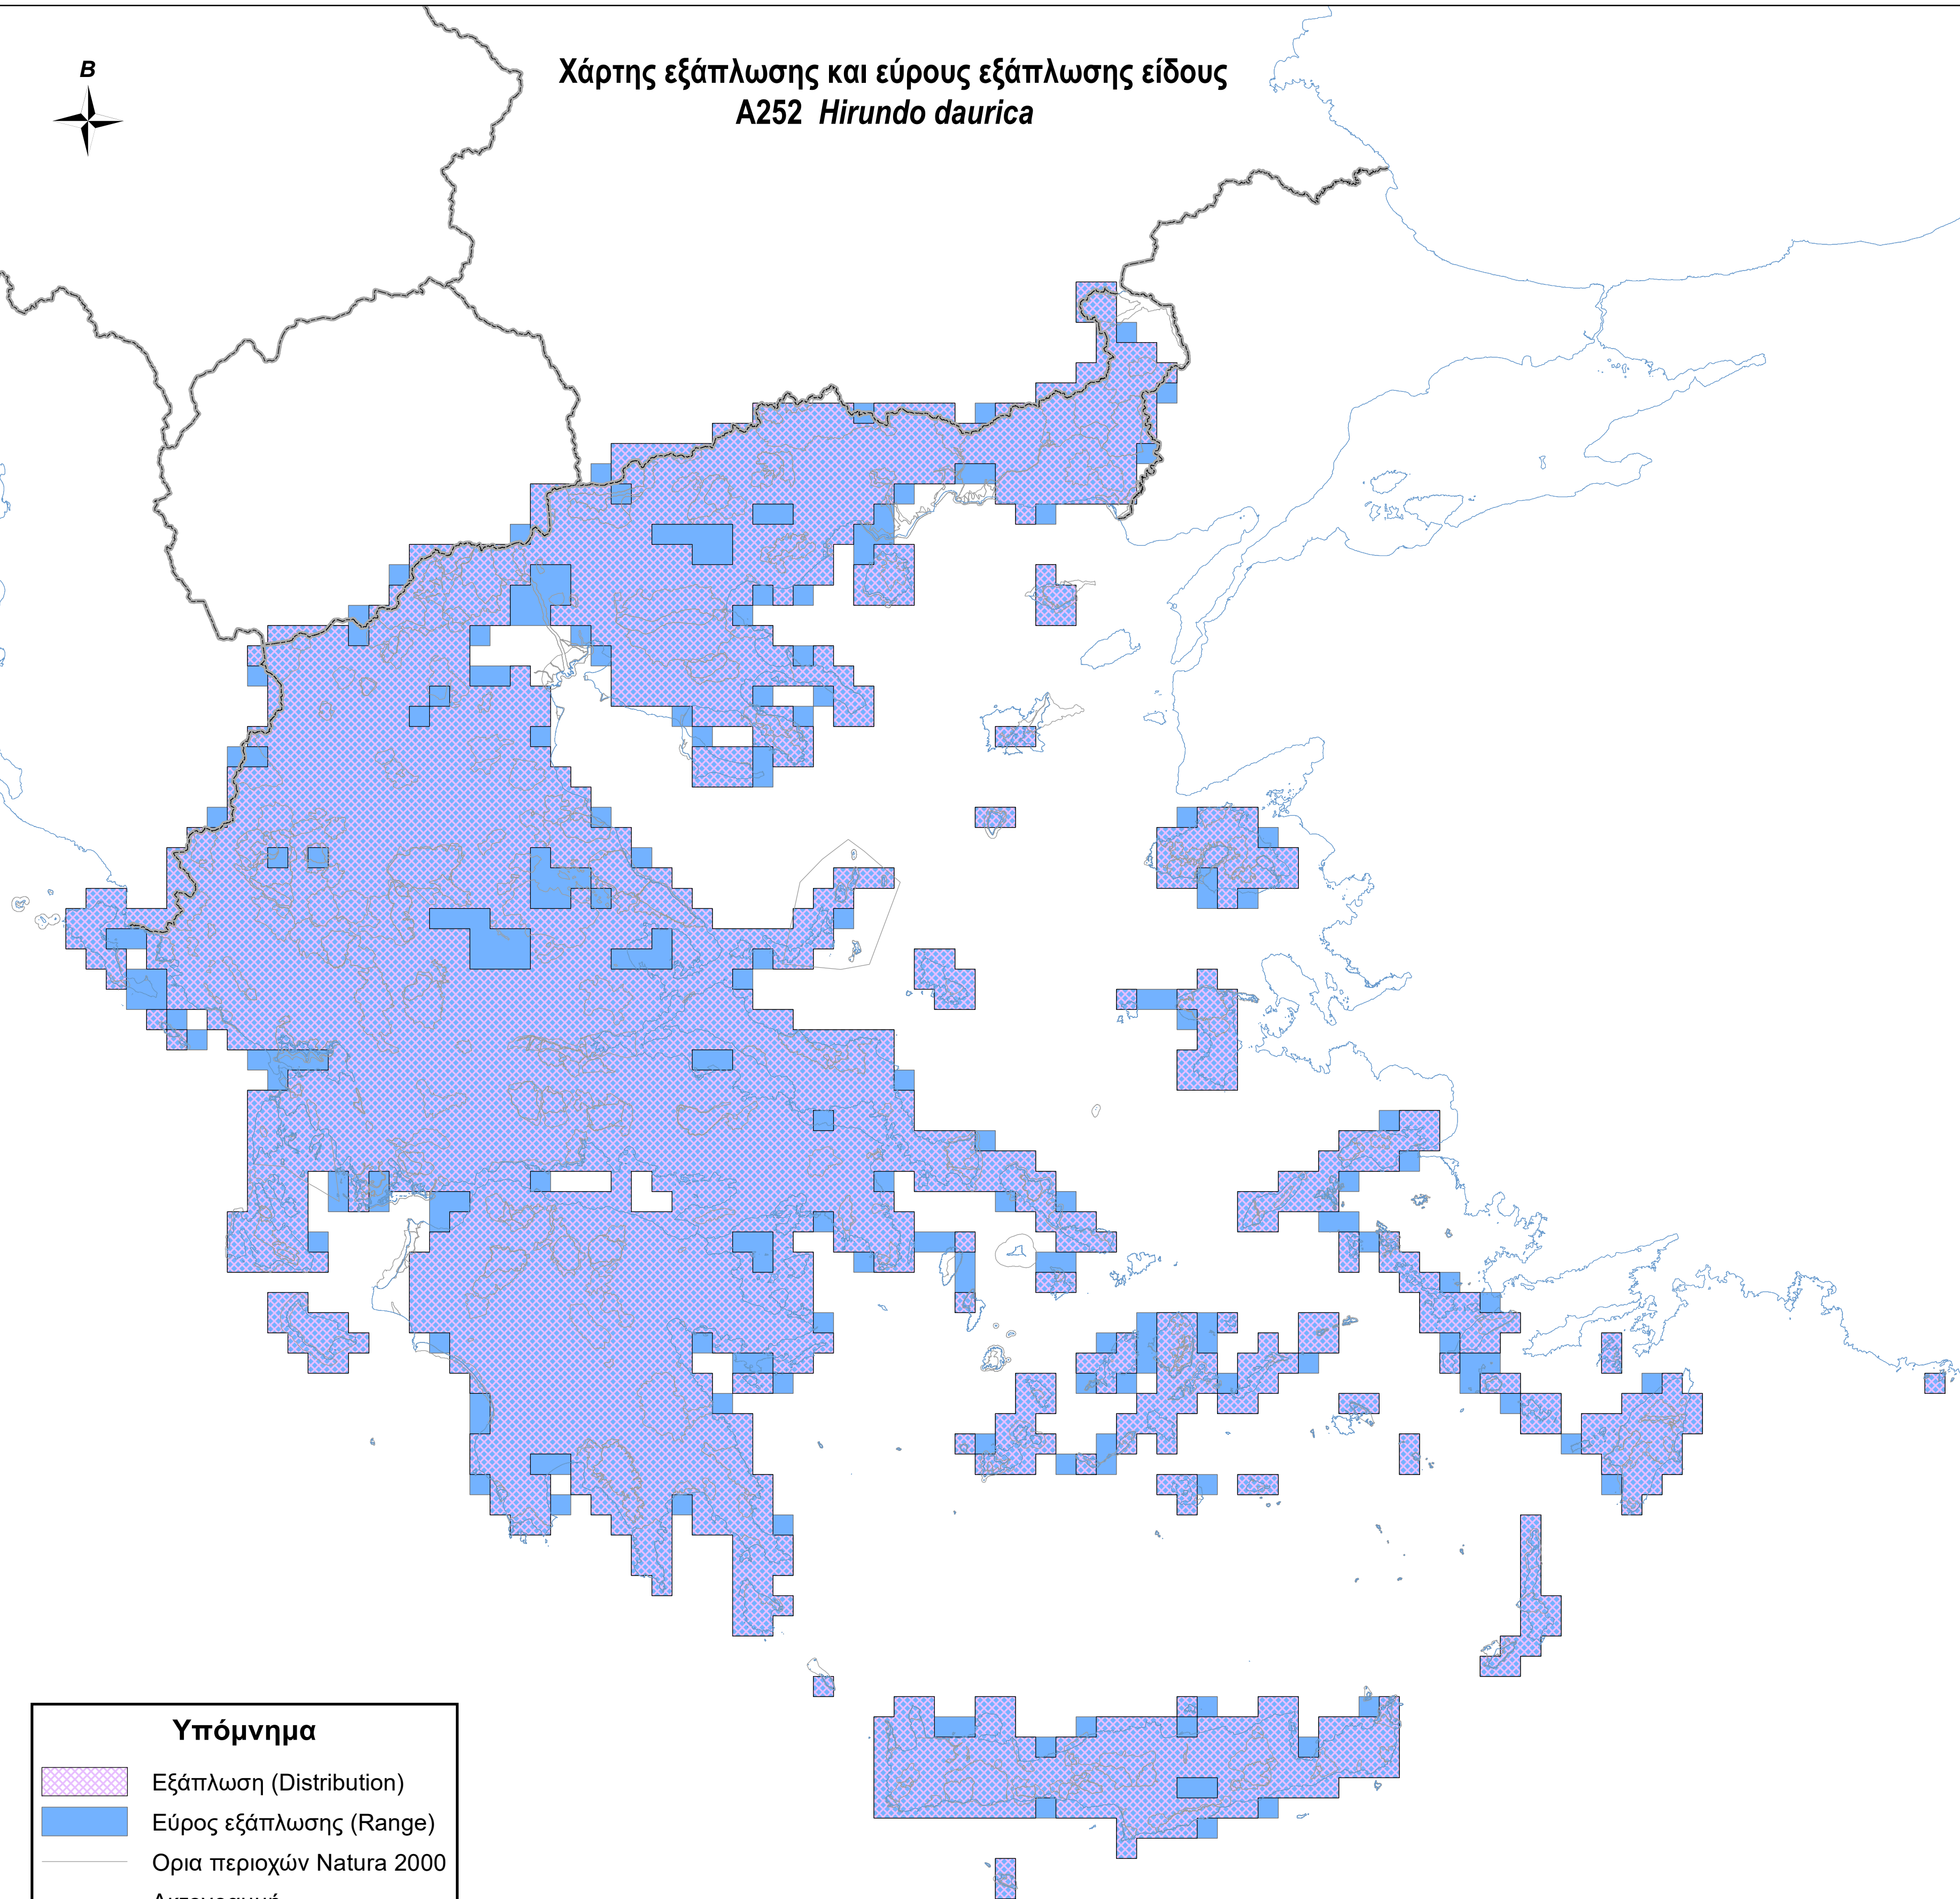 Β
Χάρτης εξάπλωσης και εύρους εξάπλωσης είδους
A252 Hirundo daurica
Υπόμνημα
Εξάπλωση (Distribution)
Εύρος εξάπλωσης (Range)
Ορια περιοχών Natura 2000